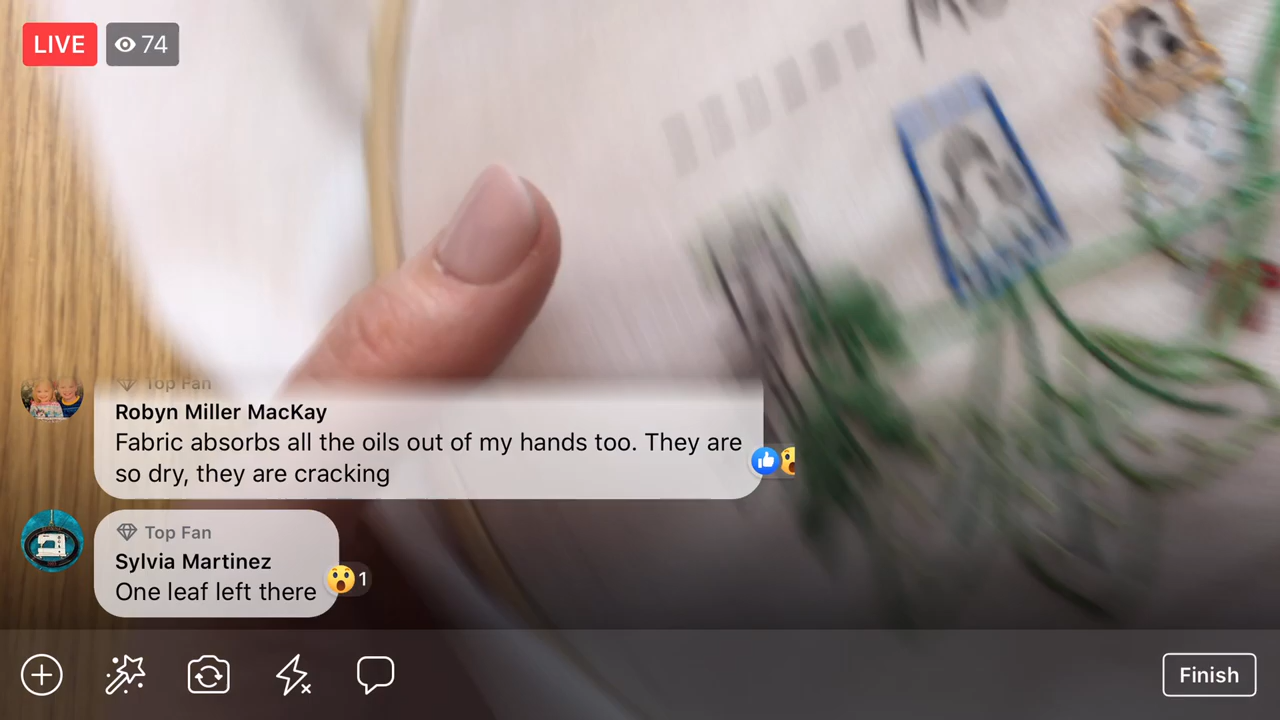 LIVE
74
Top Fan
Robyn Miller MacKay
Fabric absorbs all the oils out of my hands too. They are
so dry, they are cracking
Top Fan
Sylvia Martinez
One leaf left there
1
Finish